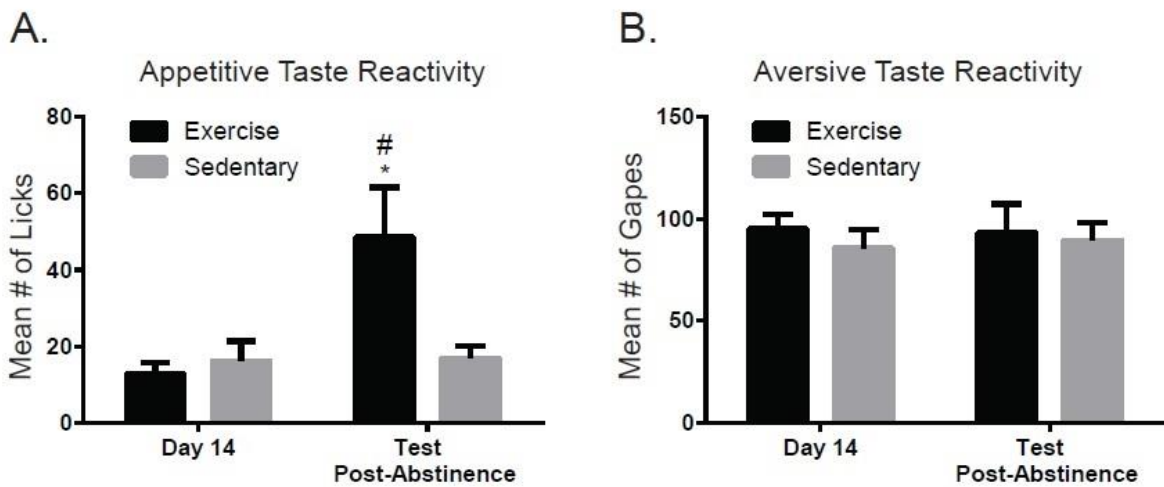 A.
Appetitive Taste Reactivity
Mean # of Licks
80
60
40
20
0
Exercise
Sedentary
#
*
Day 14
Test
Post-Abstinence
B.
Aversive Taste Reactivity
Mean # of Gapes
150
100
50
0
Exercise
Sedentary
Day 14
Test
Post-Abstinence